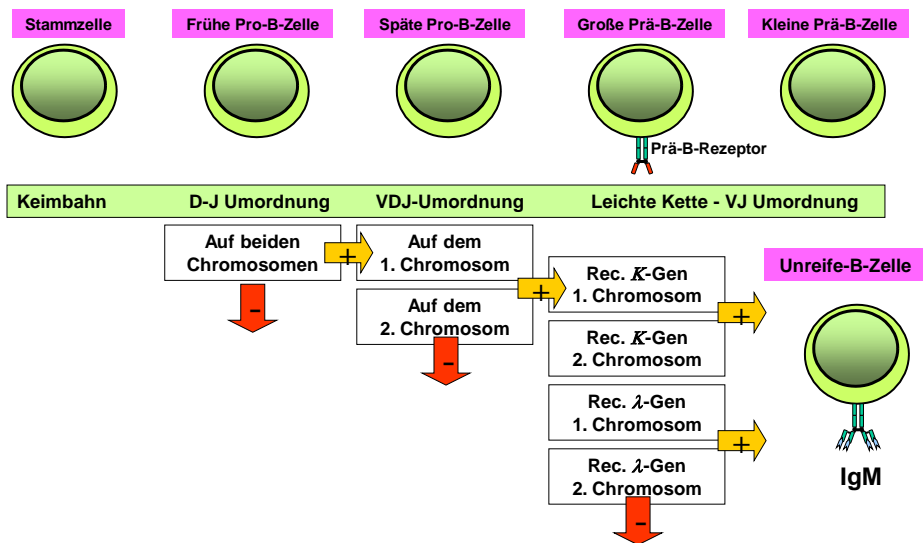 Stammzelle
Frühe Pro-B-Zelle
Späte Pro-B-Zelle
Große Prä-B-Zelle
Kleine Prä-B-Zelle
Prä-B-Rezeptor
Keimbahn
D-J Umordnung
VDJ-Umordnung
Leichte Kette - VJ Umordnung
Auf beiden
Chromosomen
+
-
Auf dem
1. Chromosom
+
Auf dem
2. Chromosom
-
Rec. K-Gen
1. Chromosom
+
Rec. K-Gen
2. Chromosom
Rec. λ-Gen
1. Chromosom
+
Rec. λ-Gen
2. Chromosom
-
Unreife-B-Zelle
IgM